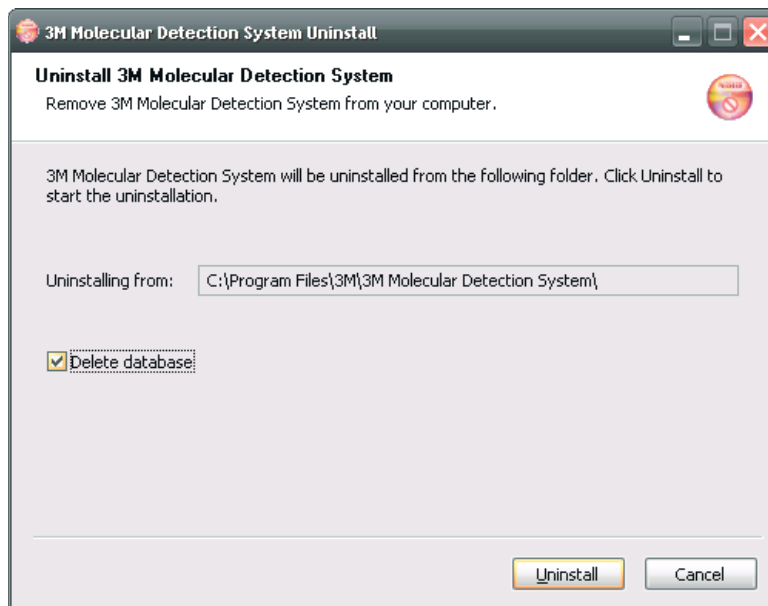 3M Molecular Detection System Uninstall
Uninstall 3M Molecular Detection System
Remove 3M Molecular Detection System from your computer.
3M Molecular Detection System will be uninstalled from the following folder. Click Uninstall to
start the uninstallation.
Uninstalling from: C:\Program Files\3M\3M Molecular Detection System\
Delete database
Uninstall Cancel